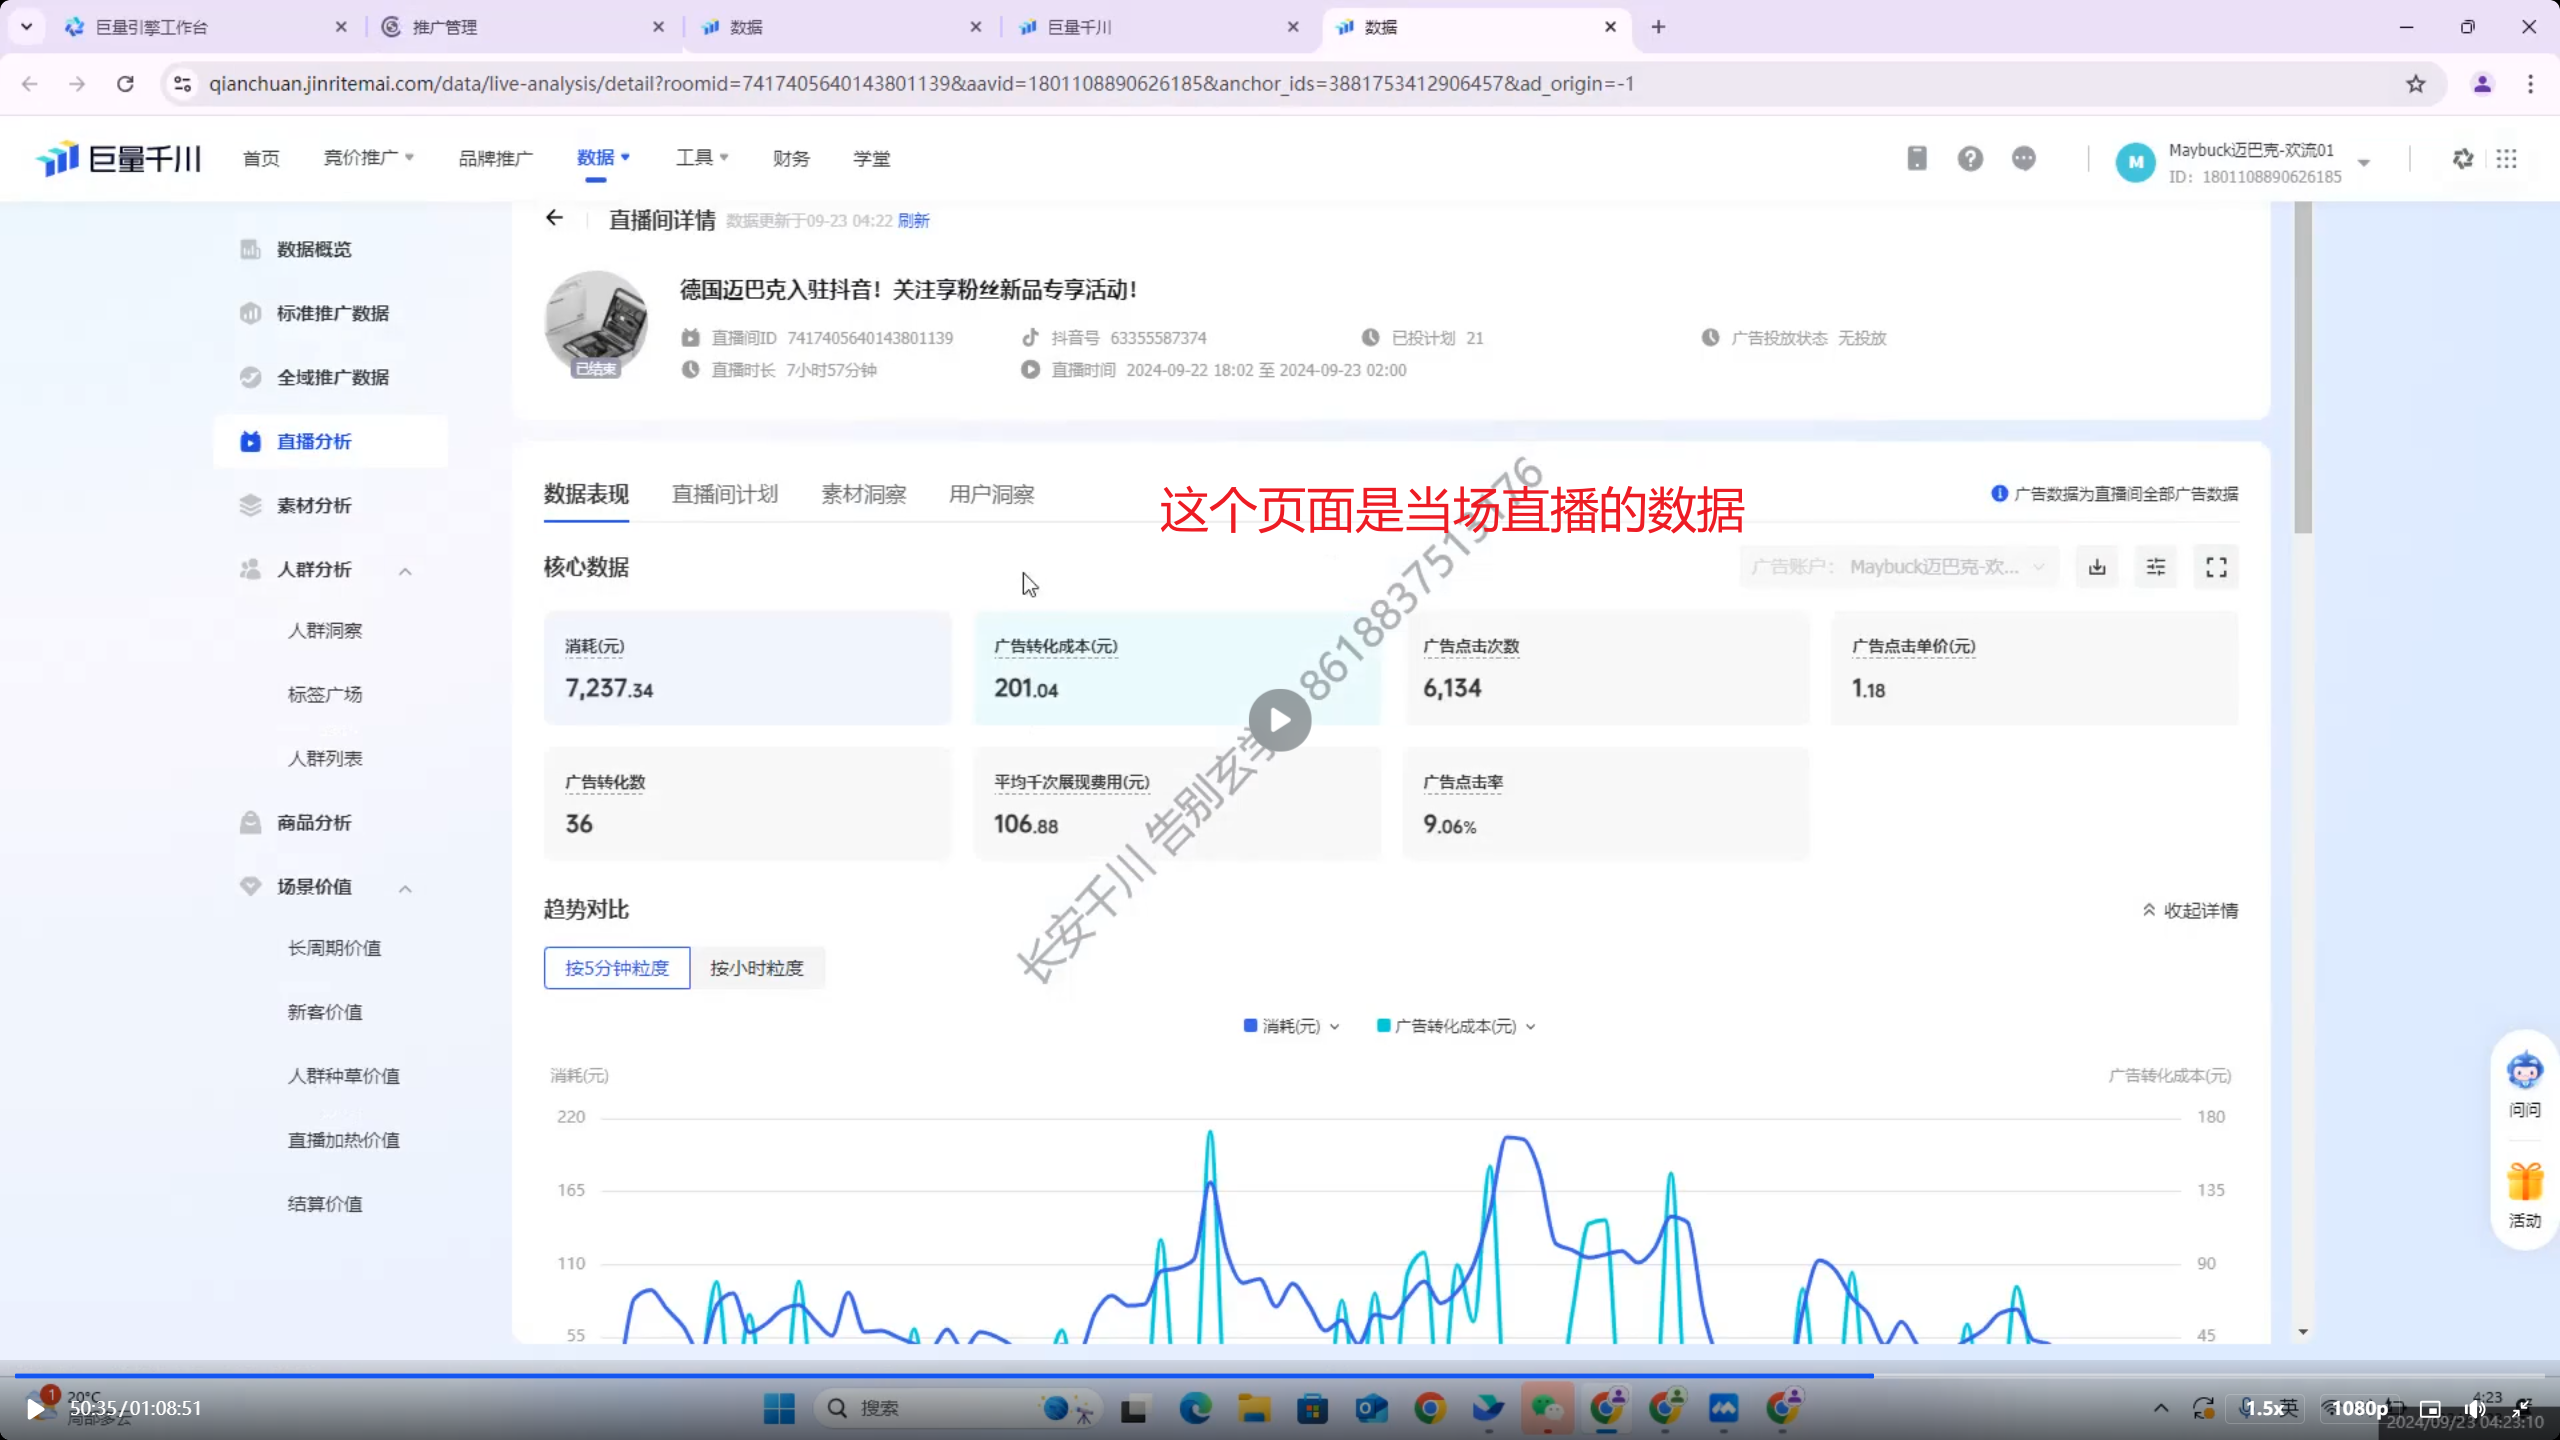 巨量引擎工作台
推广管理
数据
巨量千川
数据
qianchuan.jinritemai.com/data/live-analysis/detail?roomid=7417405640143801139&aavid=1801108890626185&anchor_ids=3881753412906457&ad_origin=-1
巨量千川
首页
竞价推广
品牌推广
数据
工具
财务
学堂
M
Maybuck迈巴克-欢流01
ID: 1801108890626185
数据概览
标准推广数据
全域推广数据
直播分析
素材分析
人群分析
人群洞察
标签广场
人群列表
商品分析
场景价值
长周期价值
新客价值
人群种草价值
直播加热价值
结算价值
直播间详情 数据更新于09-23 04:22 刷新
德国迈巴克入驻抖音！关注享粉丝新品专享活动！
已结束
直播间ID 7417405640143801139
抖音号 63355587374
已投计划 21
广告投放状态 无投放
直播时长 7小时57分钟
直播时间 2024-09-22 18:02 至 2024-09-23 02:00
数据表现
直播间计划
素材洞察
用户洞察
这个页面是当场直播的数据
广告数据为直播间全部广告数据
核心数据
广告账户: Maybuck迈巴克-欢...
消耗(元)
7,237.34
广告转化成本(元)
201.04
广告点击次数
6,134
广告点击单价(元)
1.18
广告转化数
36
平均千次展现费用(元)
106.88
广告点击率
9.06%
长安千川 告别玄学 8618837513176
趋势对比
收起详情
按5分钟粒度
按小时粒度
消耗(元)
广告转化成本(元)
消耗(元)
广告转化成本(元)
220
180
165
135
110
90
55
45
问问
活动
1
20°C
局部多云
50:35/01:08:51
搜索
1.5x
英
1080p
4:23
2024/09/23 04:23:10